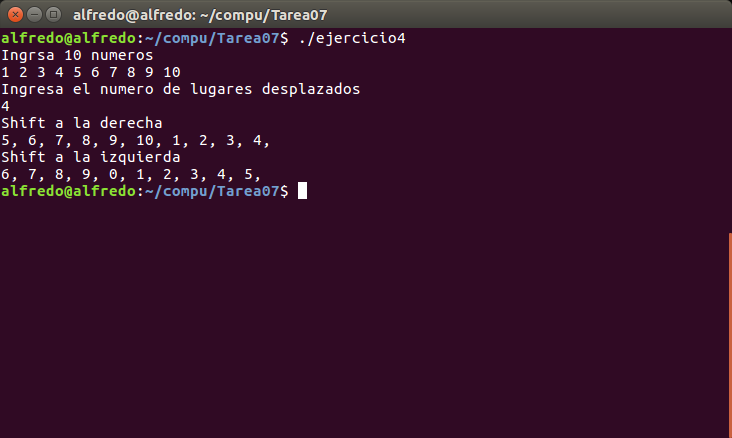 alfredo@alfredo: ~/compu/Tarea07
alfredo@alfredo:~/compu/Tarea07$ ./ejercicio4
Ingrsa 10 numeros
1 2 3 4 5 6 7 8 9 10
Ingresa el numero de lugares desplazados
4
Shift a la derecha
5, 6, 7, 8, 9, 10, 1, 2, 3, 4,
Shift a la izquierda
6, 7, 8, 9, 0, 1, 2, 3, 4, 5,
alfredo@alfredo:~/compu/Tarea07$